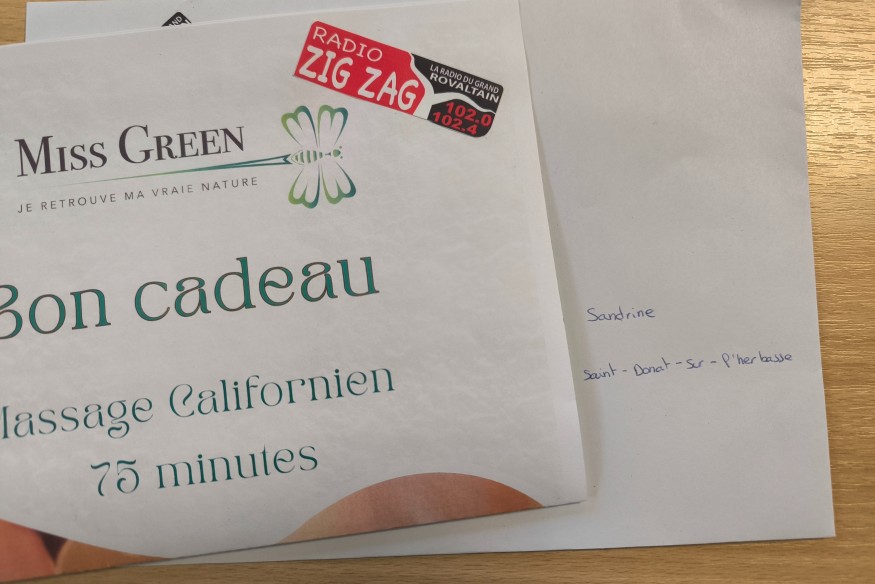 RADIO
ZIG ZAG
LA RADIO DU GRAND
ROVALTAIN
102.0
102.4
MISS GREEN
JE RETROUVE MA VRAIE NATURE
Bon cadeau
Massage Californien
75 minutes
Sandrine
Saint-Donat-Sur-l'herbasse